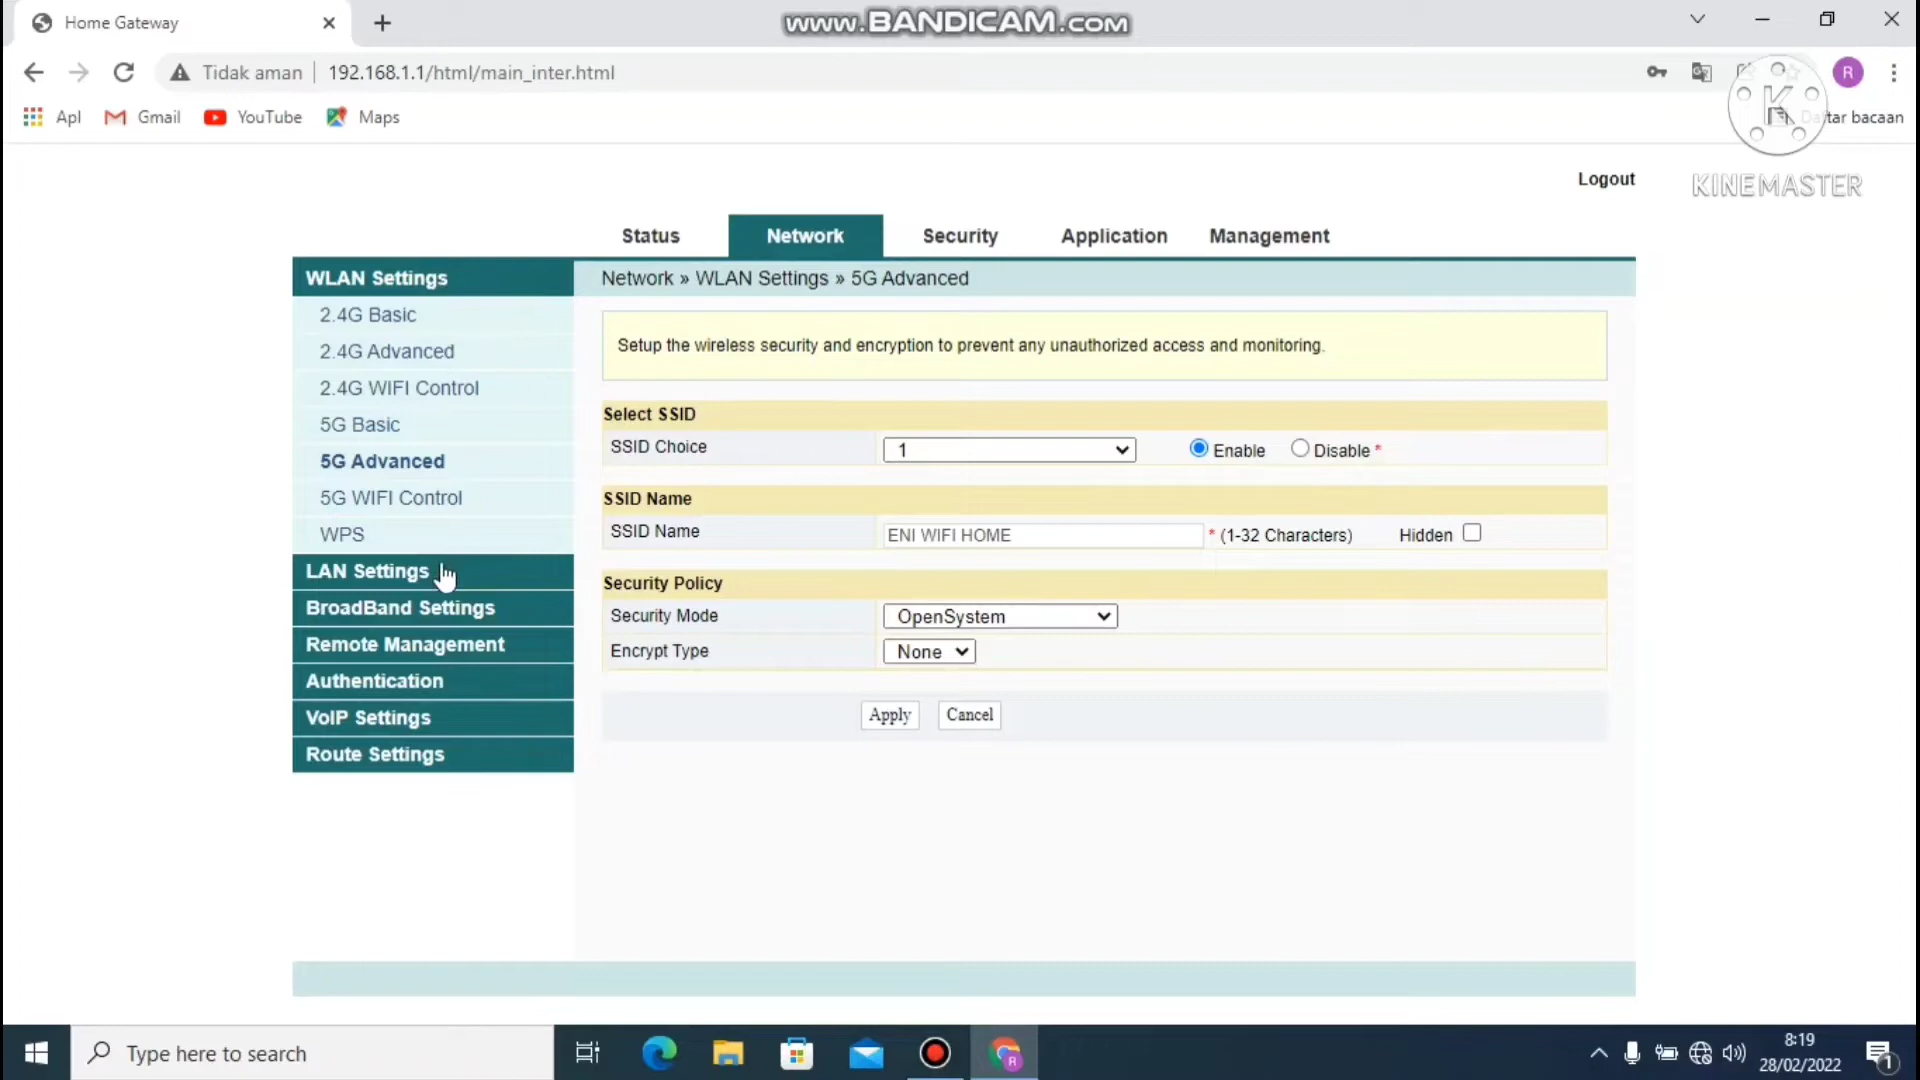 Home Gateway
www.BANDICAM.com
Tidak aman
192.168.1.1/html/main_inter.html
R
Apl
Gmail
YouTube
Maps
tar bacaan
K
KINEMASTER
Logout
Status
Network
Security
Application
Management
WLAN Settings
Network » WLAN Settings » 5G Advanced
2.4G Basic
2.4G Advanced
2.4G WIFI Control
5G Basic
5G Advanced
5G WIFI Control
WPS
LAN Settings
BroadBand Settings
Remote Management
Authentication
VoIP Settings
Route Settings
Setup the wireless security and encryption to prevent any unauthorized access and monitoring.
Select SSID
SSID Choice
1
Enable
Disable *
SSID Name
SSID Name
ENI WIFI HOME
* (1-32 Characters)
Hidden
Security Policy
Security Mode
OpenSystem
Encrypt Type
None
Apply
Cancel
Type here to search
R
8:19
28/02/2022
1